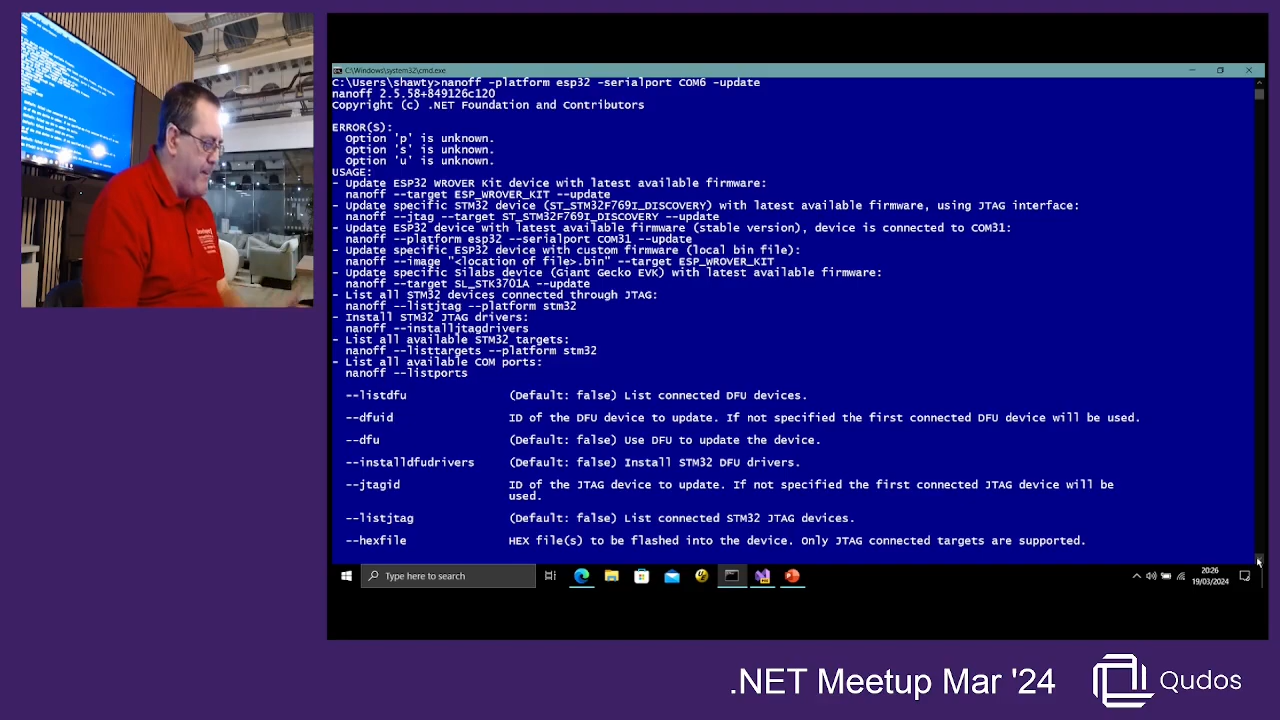 C:\Windows\system32\cmd.exe
C:\Users\shawty>nanoff -platform esp32 -serialport COM6 -update
nanoff 2.5.58+849126c120
Copyright (c) .NET Foundation and Contributors
ERROR(S):
Option 'p' is unknown.
Option 's' is unknown.
Option 'u' is unknown.
USAGE:
- Update ESP32 WROVER Kit device with latest available firmware:
nanoff --target ESP_WROVER_KIT --update
- Update specific STM32 device (ST_STM32F769I_DISCOVERY) with latest available firmware, using JTAG interface:
nanoff --jtag --target ST_STM32F769I_DISCOVERY --update
- Update ESP32 device with latest available firmware (stable version), device is connected to COM31:
nanoff --platform esp32 --serialport COM31 --update
- Update specific ESP32 device with custom firmware (local bin file):
nanoff --image "<location of file>.bin" --target ESP_WROVER_KIT
- Update specific Silabs device (Giant Gecko EVK) with latest available firmware:
nanoff --target SL_STK3701A --update
- List all STM32 devices connected through JTAG:
nanoff --listjtag --platform stm32
- Install STM32 JTAG drivers:
nanoff --installjtagdrivers
- List all available STM32 targets:
nanoff --listtargets --platform stm32
- List all available COM ports:
nanoff --listports
--listdfu (Default: false) List connected DFU devices.
--dfuid ID of the DFU device to update. If not specified the first connected DFU device will be used.
--dfu (Default: false) Use DFU to update the device.
--installdfudrivers (Default: false) Install STM32 DFU drivers.
--jtagid ID of the JTAG device to update. If not specified the first connected JTAG device will be
used.
--listjtag (Default: false) List connected STM32 JTAG devices.
--hexfile HEX file(s) to be flashed into the device. Only JTAG connected targets are supported.
Type here to search
20:26
19/03/2024
.NET Meetup Mar '24
Qudos